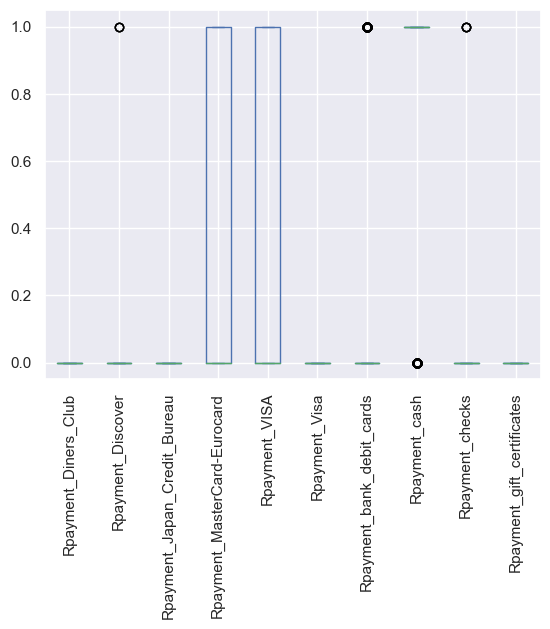 1.0
0.8
0.6
0.4
0.2
0.0
Rpayment_Diners_Club
Rpayment_Discover
Rpayment_Japan_Credit_Bureau
Rpayment_MasterCard-Eurocard
Rpayment_VISA
Rpayment_Visa
Rpayment_bank_debit_cards
Rpayment_cash
Rpayment_checks
Rpayment_gift_certificates